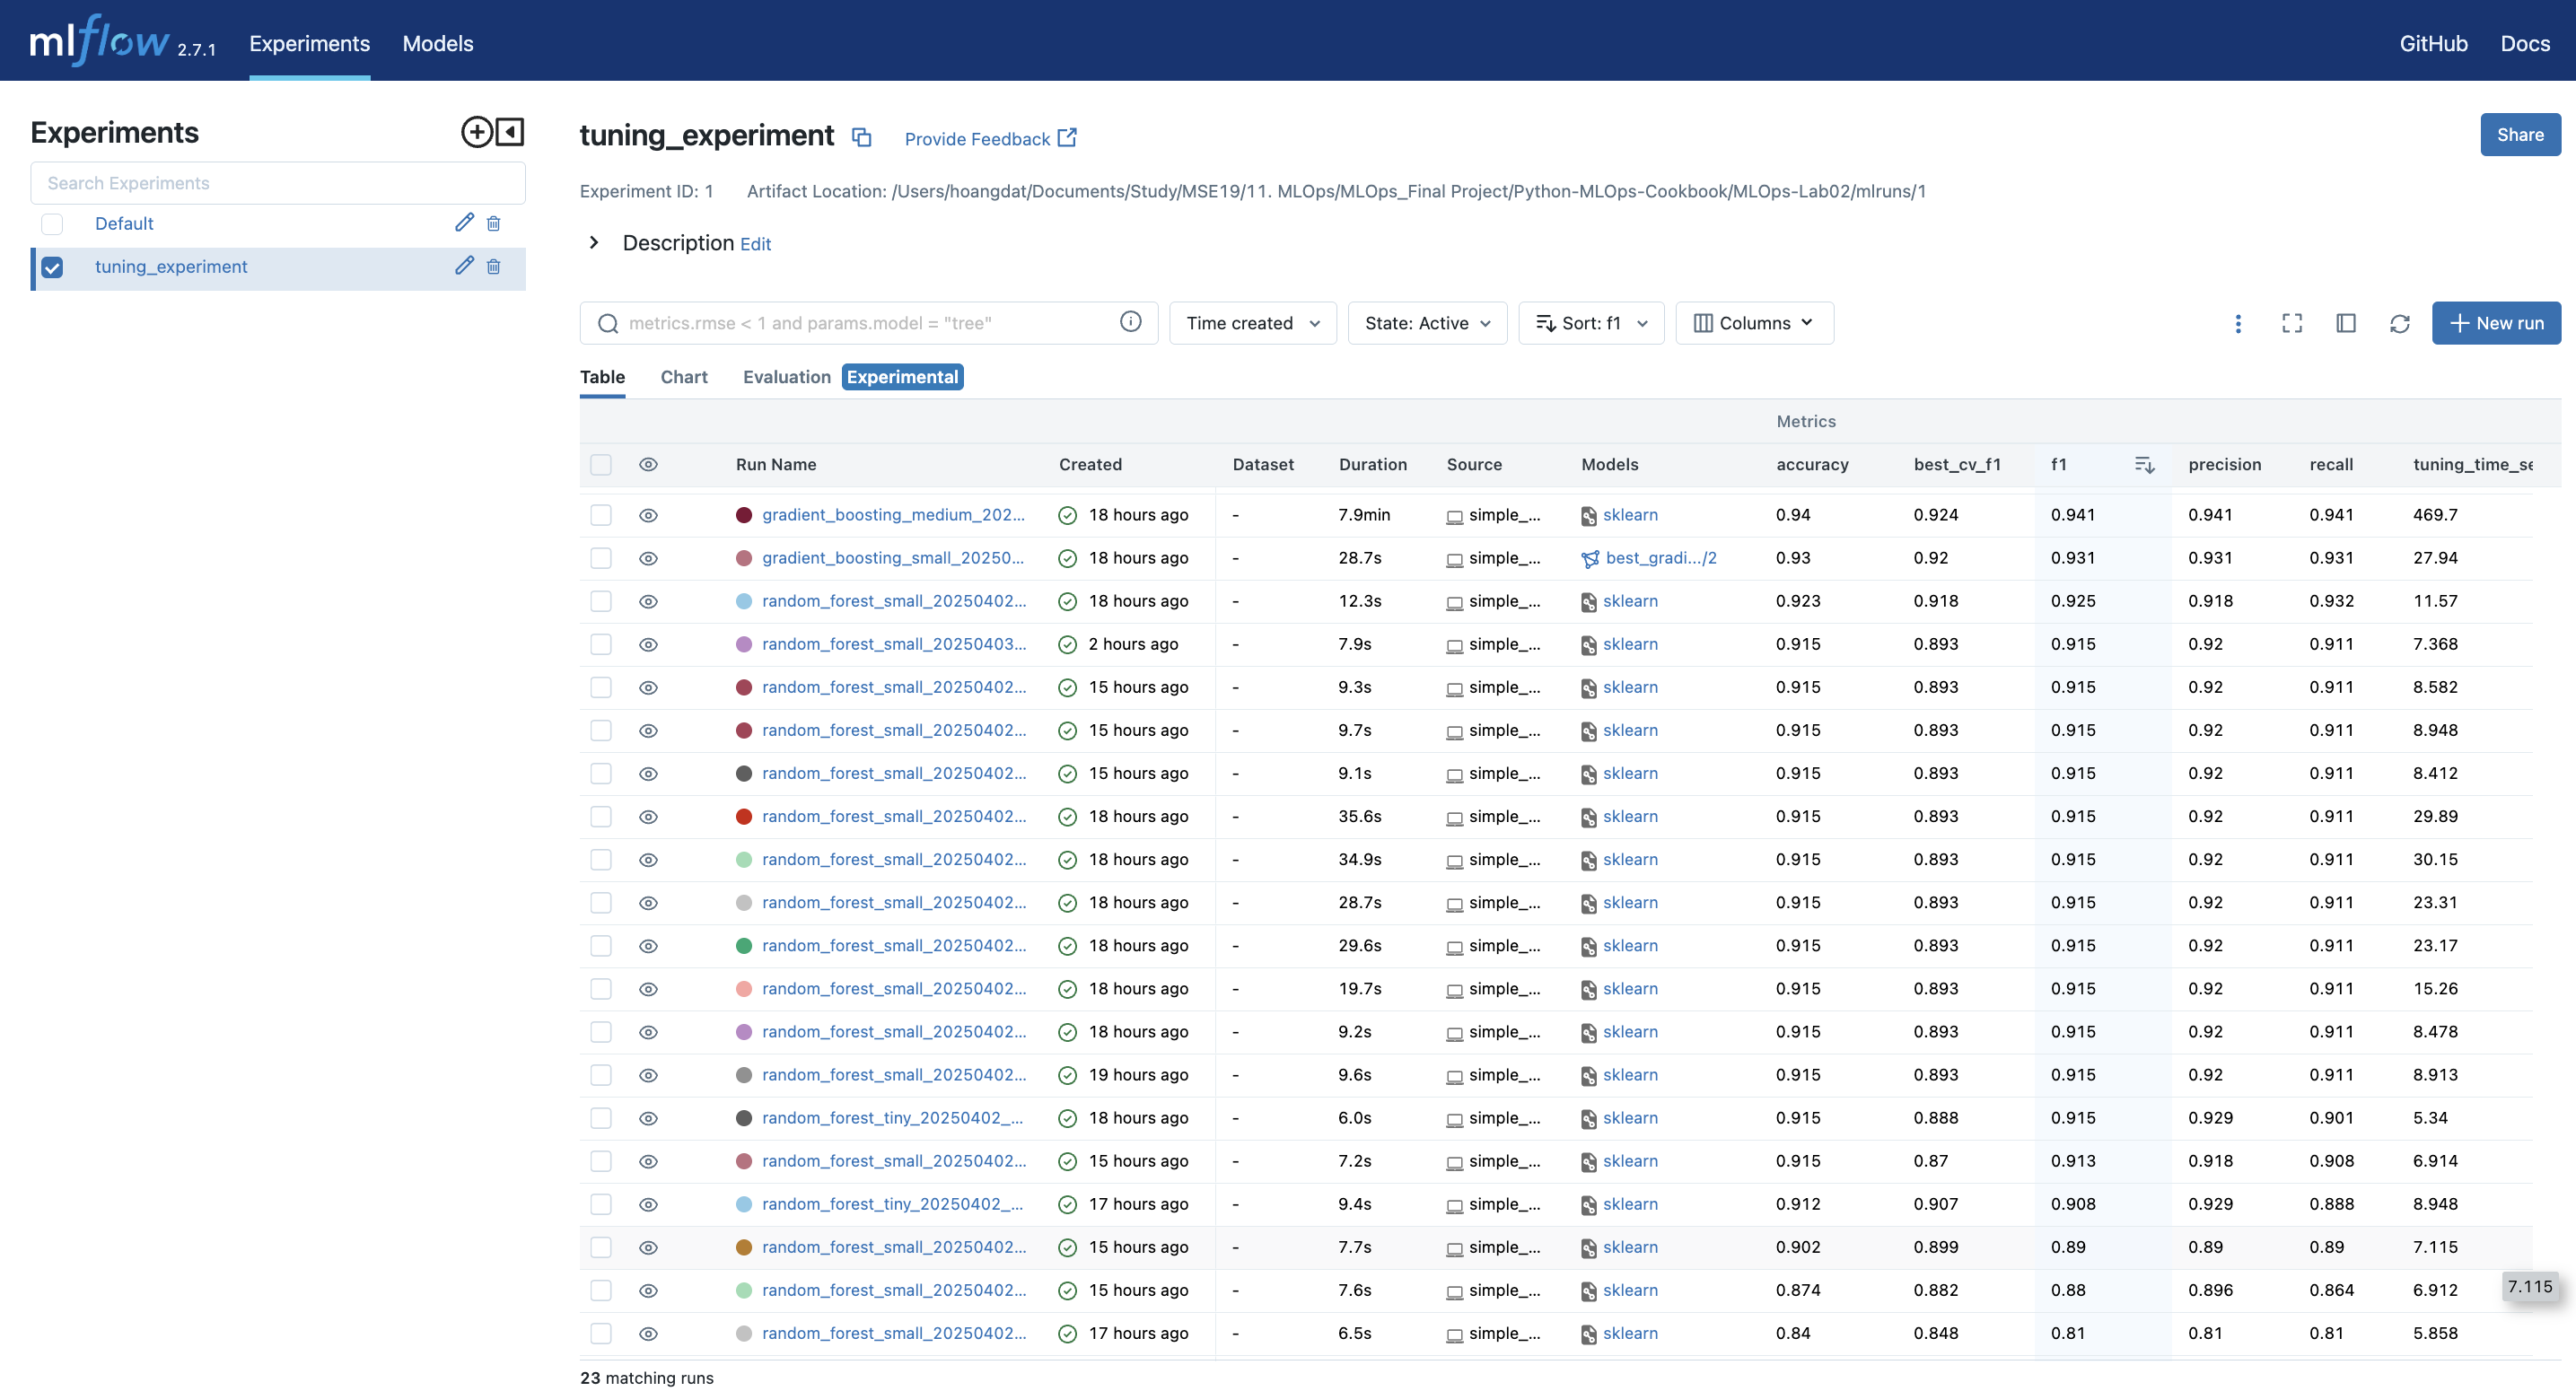 mlflow 2.7.1 Experiments Models GitHub Docs
Experiments
Search Experiments
Default
tuning_experiment
tuning_experiment Provide Feedback Share
Experiment ID: 1 Artifact Location: /Users/hoangdat/Documents/Study/MSE19/11. MLOps/MLOps_Final Project/Python-MLOps-Cookbook/MLOps-Lab02/mlruns/1
Description Edit
metrics.rmse < 1 and params.model = "tree" Time created State: Active Sort: f1 Columns New run
Table Chart Evaluation Experimental
Metrics
Run Name Created Dataset Duration Source Models accuracy best_cv_f1 f1 precision recall tuning_time_se
gradient_boosting_medium_202... 18 hours ago - 7.9min simple_... sklearn 0.94 0.924 0.941 0.941 0.941 469.7
gradient_boosting_small_20250... 18 hours ago - 28.7s simple_... best_gradi.../2 0.93 0.92 0.931 0.931 0.931 27.94
random_forest_small_20250402... 18 hours ago - 12.3s simple_... sklearn 0.923 0.918 0.925 0.918 0.932 11.57
random_forest_small_20250403... 2 hours ago - 7.9s simple_... sklearn 0.915 0.893 0.915 0.92 0.911 7.368
random_forest_small_20250402... 15 hours ago - 9.3s simple_... sklearn 0.915 0.893 0.915 0.92 0.911 8.582
random_forest_small_20250402... 15 hours ago - 9.7s simple_... sklearn 0.915 0.893 0.915 0.92 0.911 8.948
random_forest_small_20250402... 15 hours ago - 9.1s simple_... sklearn 0.915 0.893 0.915 0.92 0.911 8.412
random_forest_small_20250402... 18 hours ago - 35.6s simple_... sklearn 0.915 0.893 0.915 0.92 0.911 29.89
random_forest_small_20250402... 18 hours ago - 34.9s simple_... sklearn 0.915 0.893 0.915 0.92 0.911 30.15
random_forest_small_20250402... 18 hours ago - 28.7s simple_... sklearn 0.915 0.893 0.915 0.92 0.911 23.31
random_forest_small_20250402... 18 hours ago - 29.6s simple_... sklearn 0.915 0.893 0.915 0.92 0.911 23.17
random_forest_small_20250402... 18 hours ago - 19.7s simple_... sklearn 0.915 0.893 0.915 0.92 0.911 15.26
random_forest_small_20250402... 18 hours ago - 9.2s simple_... sklearn 0.915 0.893 0.915 0.92 0.911 8.478
random_forest_small_20250402... 19 hours ago - 9.6s simple_... sklearn 0.915 0.893 0.915 0.92 0.911 8.913
random_forest_tiny_20250402_... 18 hours ago - 6.0s simple_... sklearn 0.915 0.888 0.915 0.929 0.901 5.34
random_forest_small_20250402... 15 hours ago - 7.2s simple_... sklearn 0.915 0.87 0.913 0.918 0.908 6.914
random_forest_tiny_20250402_... 17 hours ago - 9.4s simple_... sklearn 0.912 0.907 0.908 0.929 0.888 8.948
random_forest_small_20250402... 15 hours ago - 7.7s simple_... sklearn 0.902 0.899 0.89 0.89 0.89 7.115
random_forest_small_20250402... 15 hours ago - 7.6s simple_... sklearn 0.874 0.882 0.88 0.896 0.864 6.912 7.115
random_forest_small_20250402... 17 hours ago - 6.5s simple_... sklearn 0.84 0.848 0.81 0.81 0.81 5.858
23 matching runs